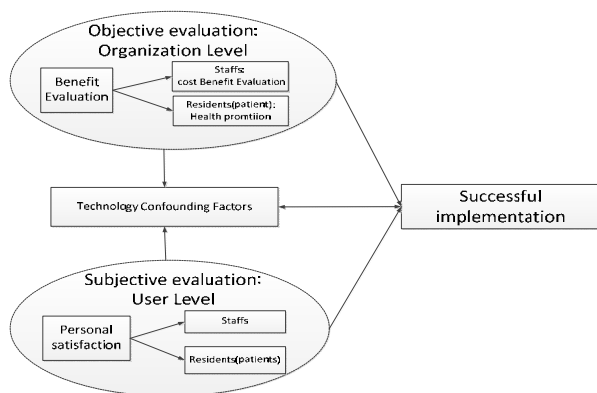 Objective evaluation:
Organization Level
Benefit
Evaluation
Staffs:
cost Benefit Evaluation
Residents(patient):
Health promtiion
Technology Confounding Factors
Successful
implementation
Subjective evaluation:
User Level
Personal
satisfaction
Staffs
Residents(patients)